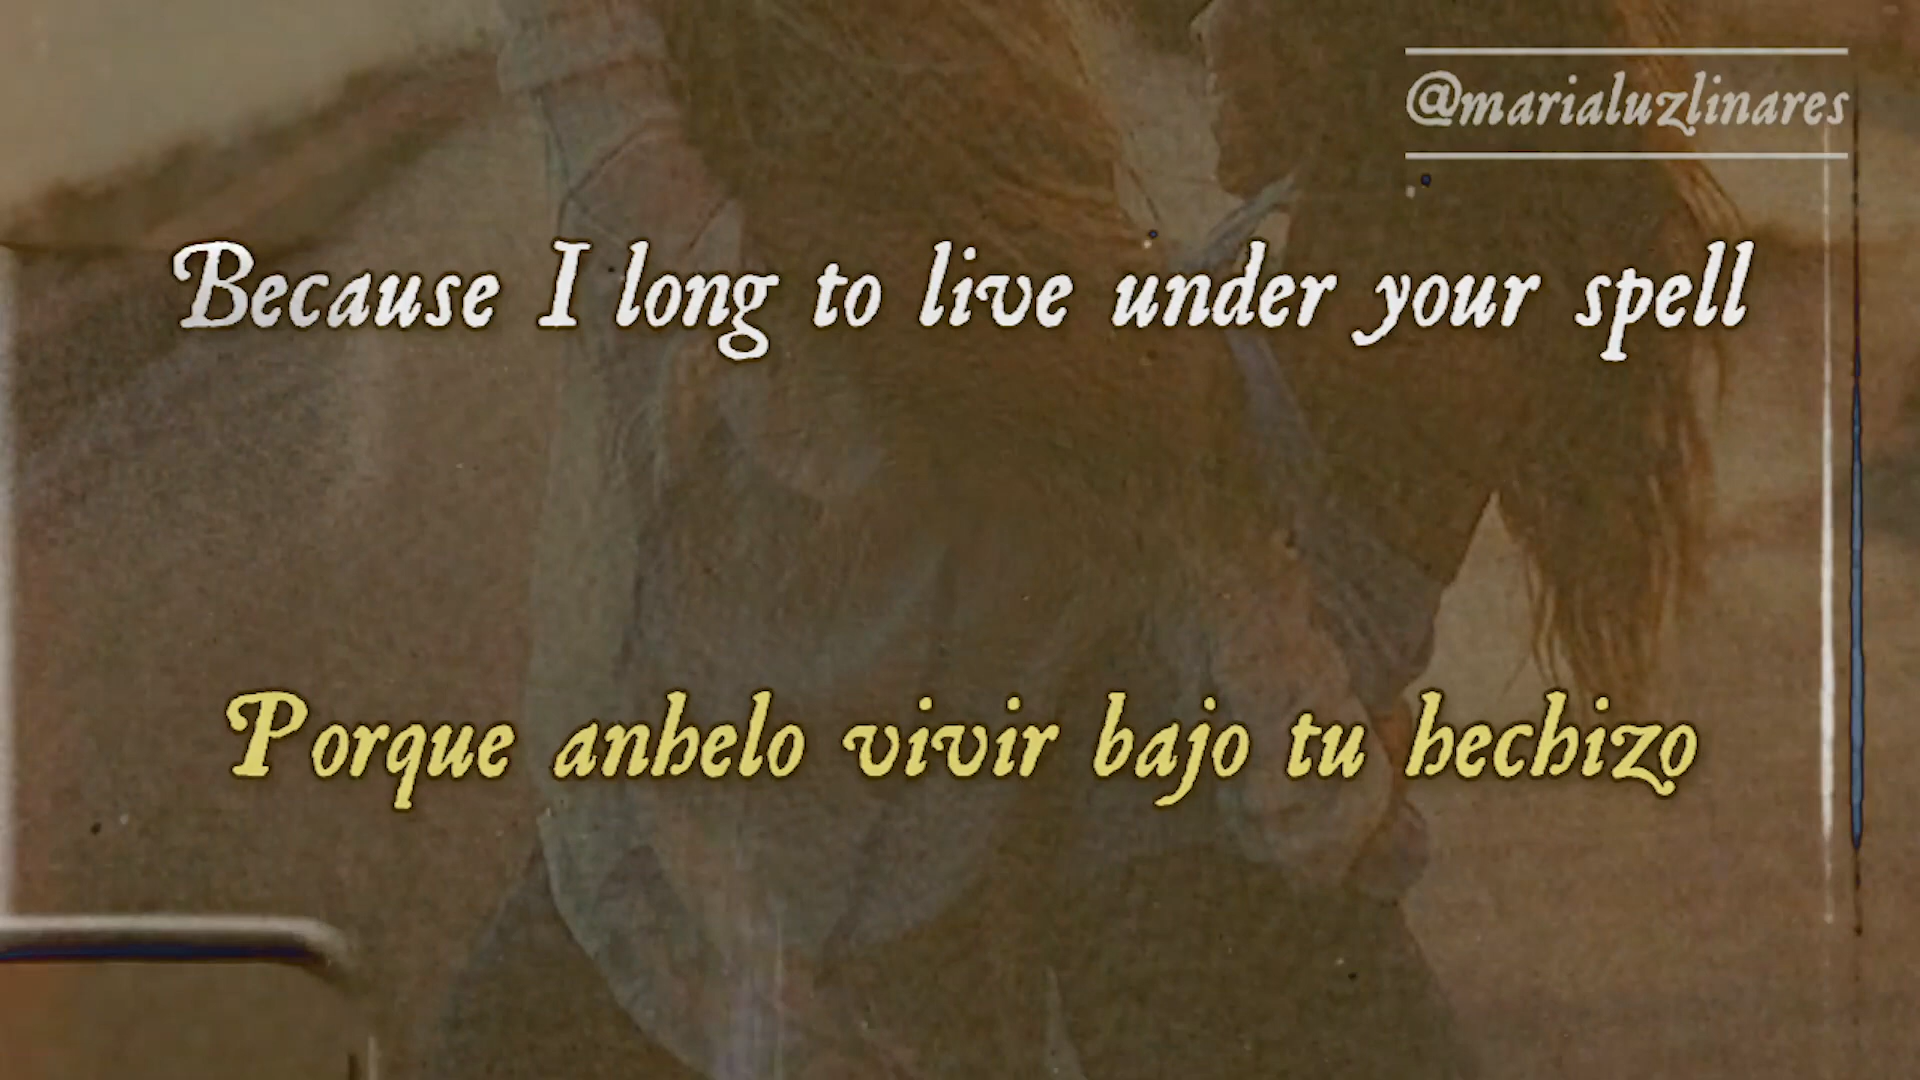 @marialuzlinares
Because I long to live under your spell
Porque anhelo vivir bajo tu hechizo